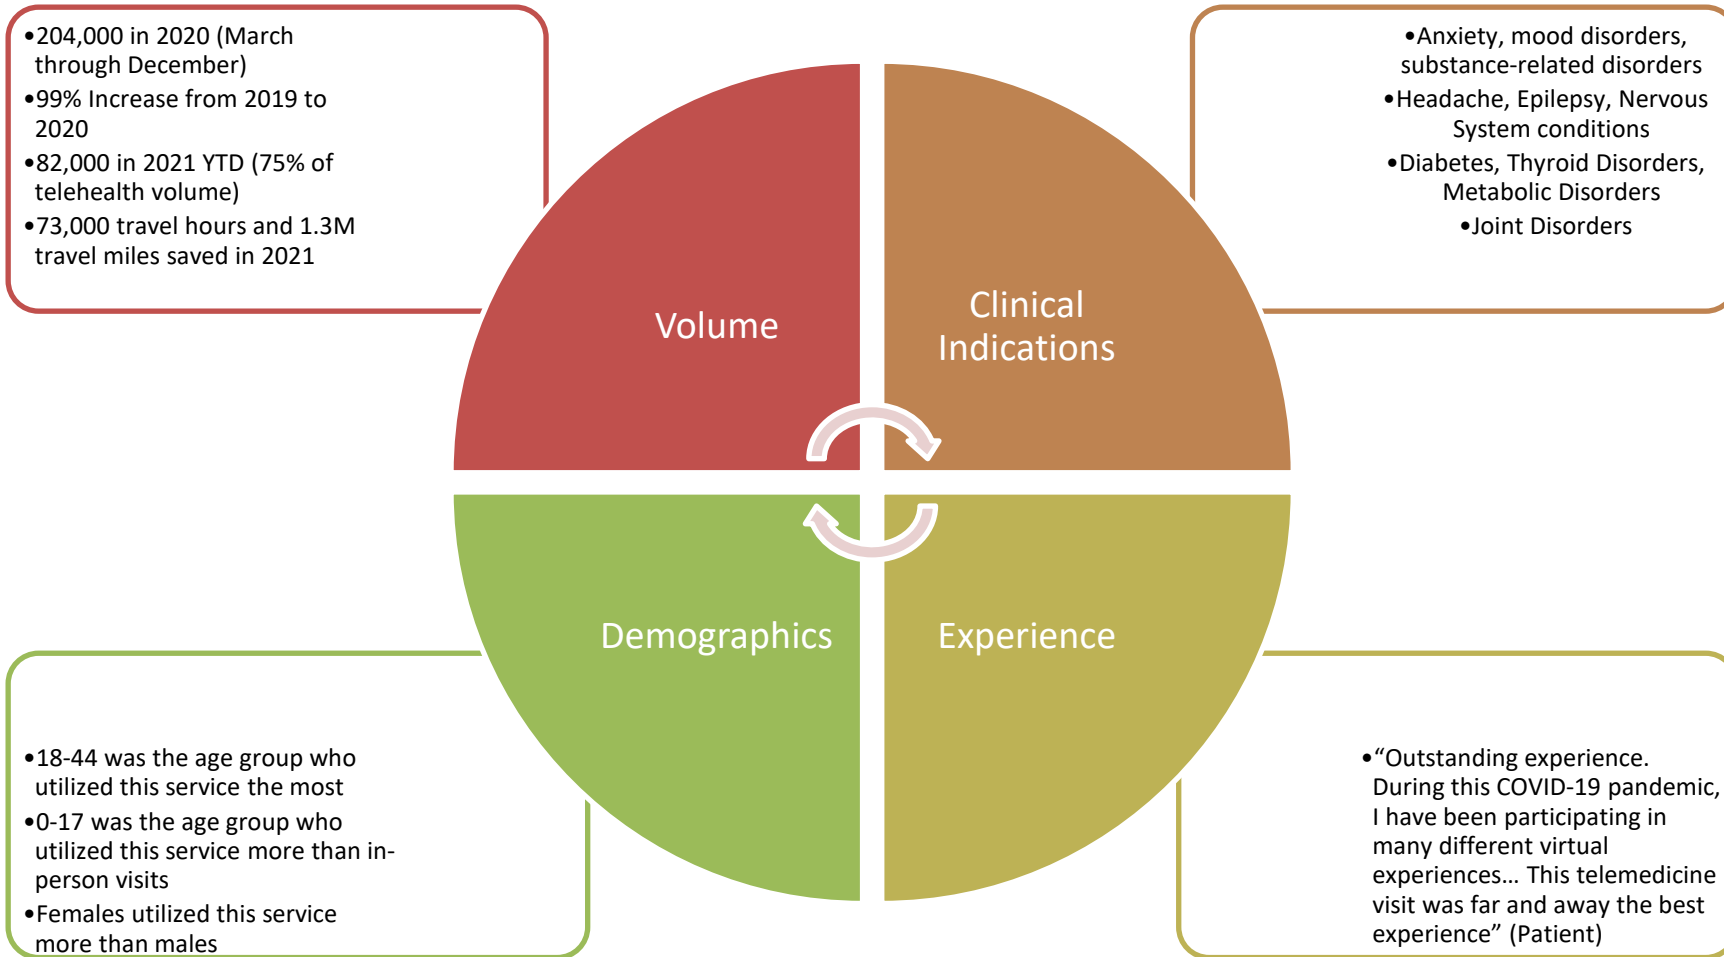 •204,000 in 2020 (March
through December)
•99% Increase from 2019 to
2020
•82,000 in 2021 YTD (75% of
telehealth volume)
•73,000 travel hours and 1.3M
travel miles saved in 2021
•Anxiety, mood disorders,
substance-related disorders
•Headache, Epilepsy, Nervous
System conditions
•Diabetes, Thyroid Disorders,
Metabolic Disorders
•Joint Disorders
Volume
Clinical
Indications
Demographics
Experience
•18-44 was the age group who
utilized this service the most
•0-17 was the age group who
utilized this service more than in-
person visits
•Females utilized this service
more than males
•“Outstanding experience.
During this COVID-19 pandemic,
I have been participating in
many different virtual
experiences... This telemedicine
visit was far and away the best
experience” (Patient)